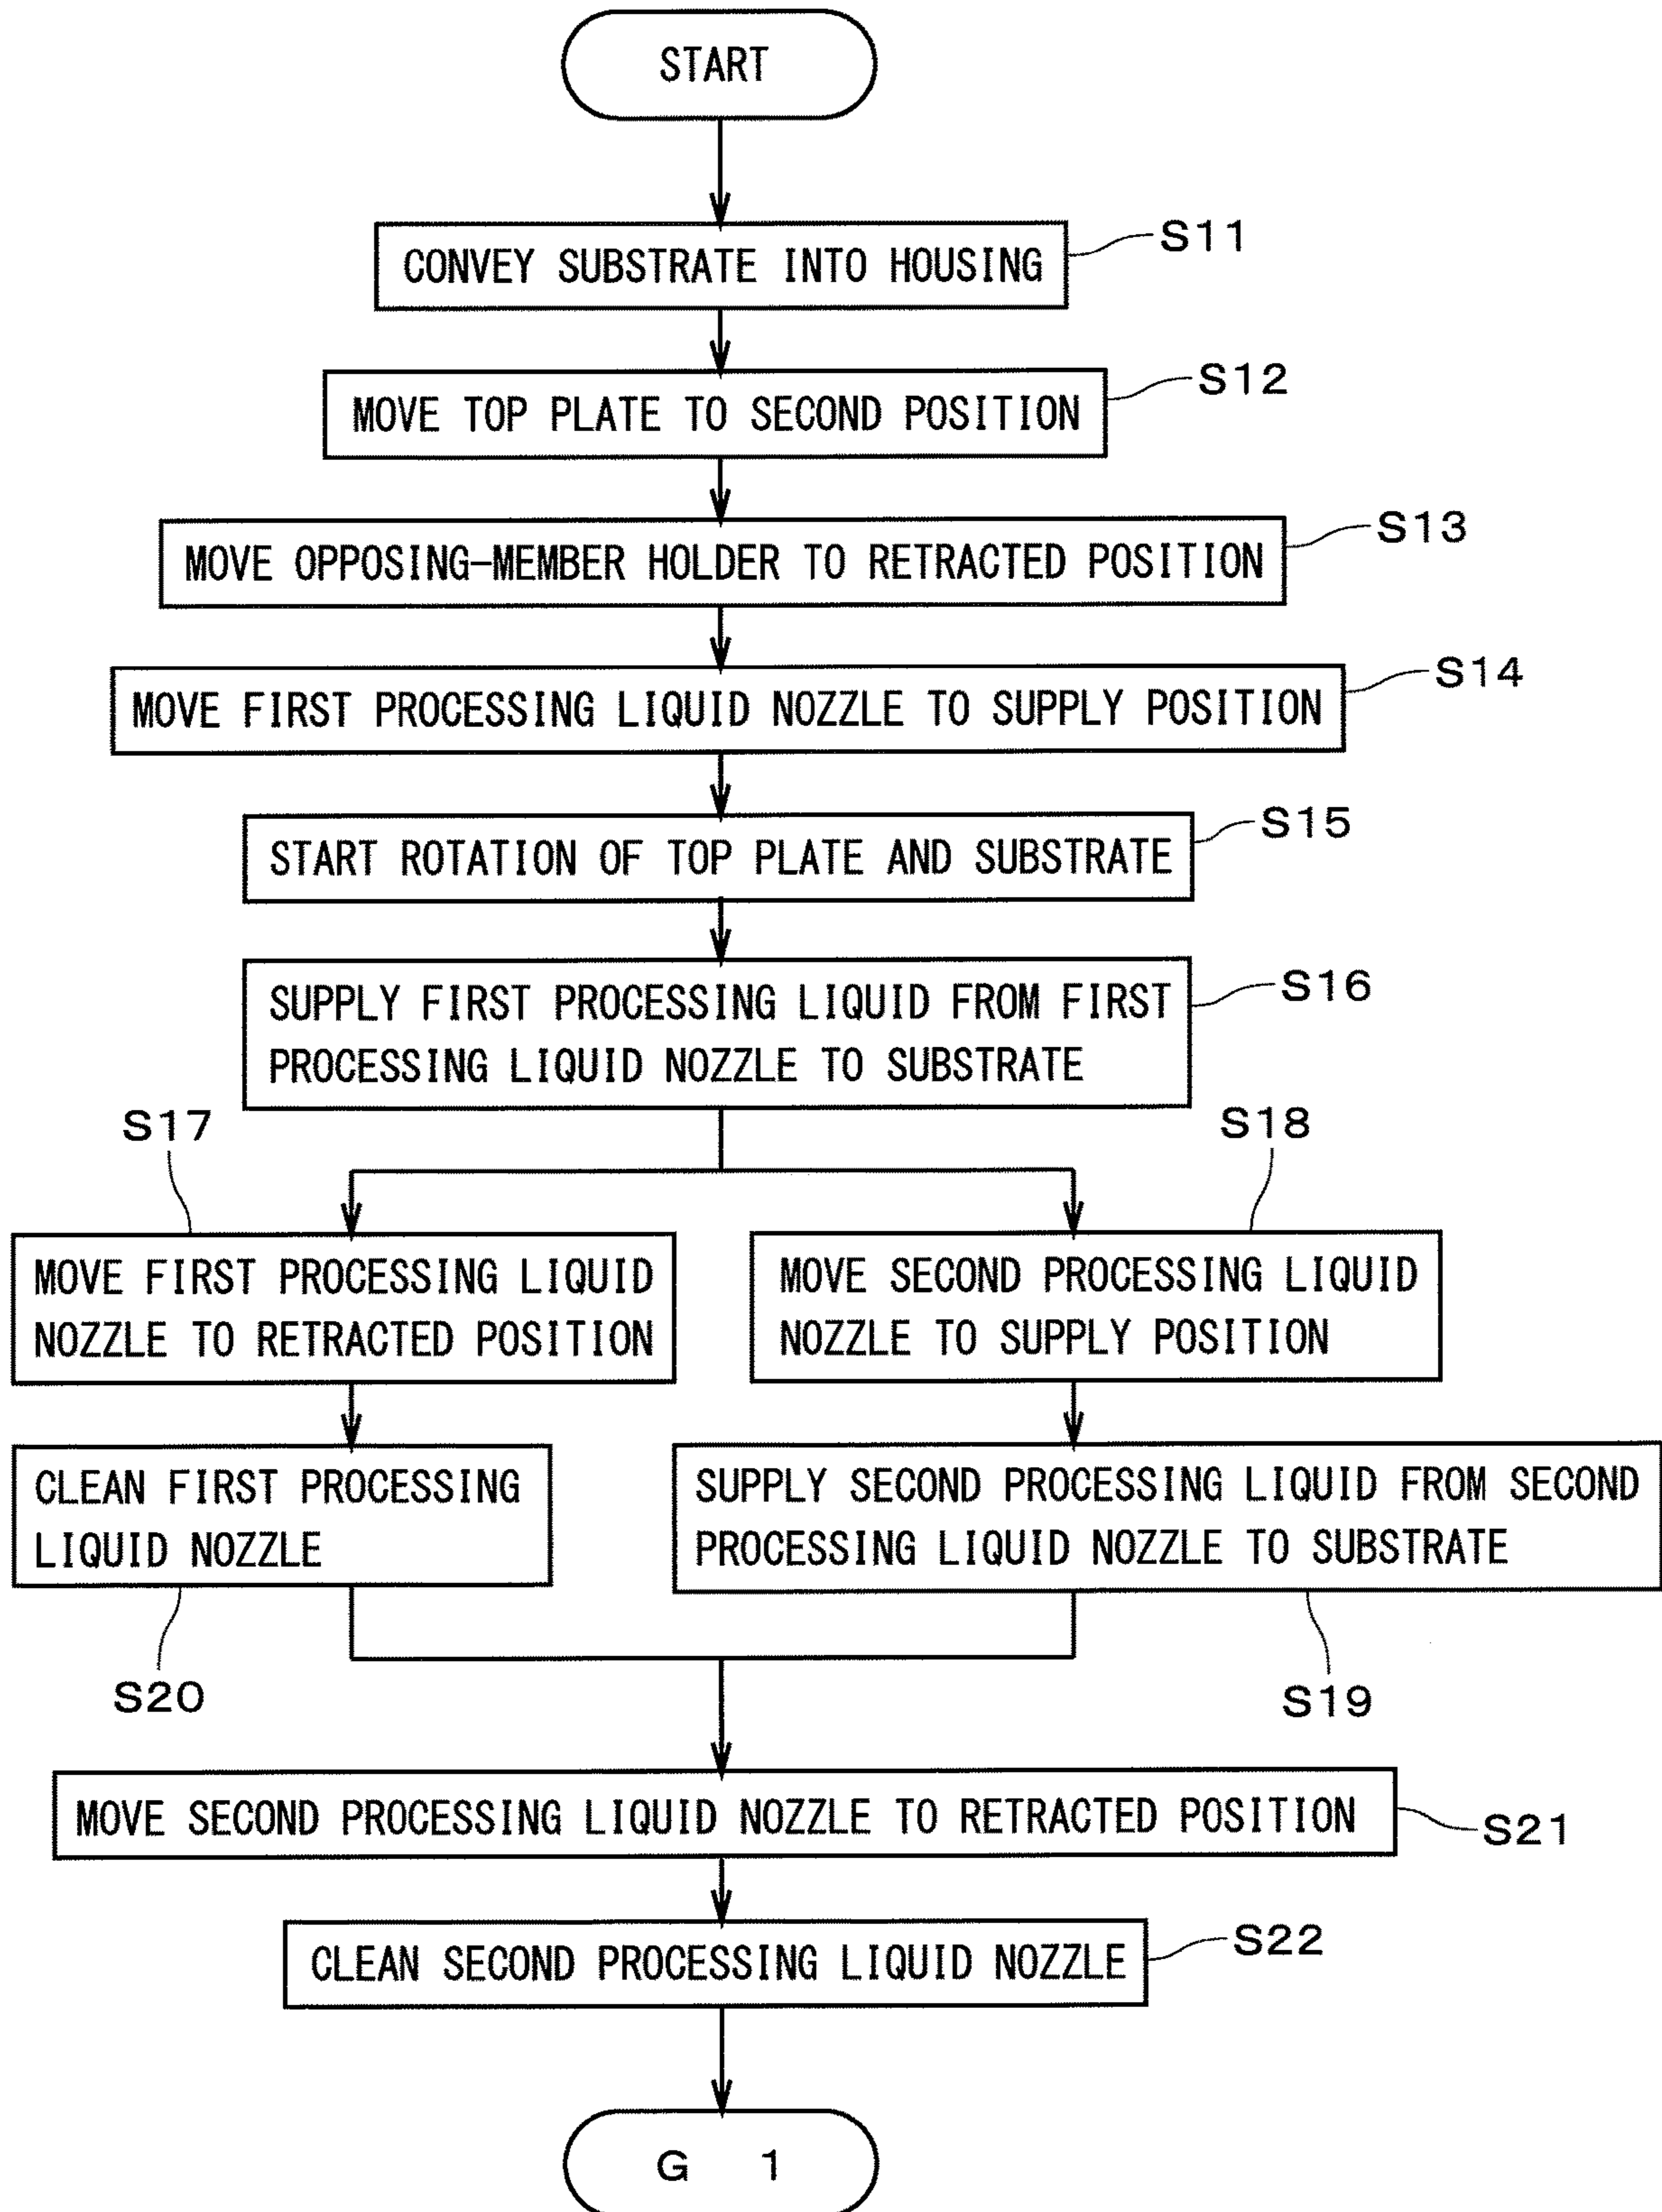 START
CONVEY SUBSTRATE INTO HOUSING
S11
MOVE TOP PLATE TO SECOND POSITION
S12
MOVE OPPOSING-MEMBER HOLDER TO RETRACTED POSITION
S13
MOVE FIRST PROCESSING LIQUID NOZZLE TO SUPPLY POSITION
S14
START ROTATION OF TOP PLATE AND SUBSTRATE
S15
SUPPLY FIRST PROCESSING LIQUID FROM FIRST
PROCESSING LIQUID NOZZLE TO SUBSTRATE
S16
S17
MOVE FIRST PROCESSING LIQUID
NOZZLE TO RETRACTED POSITION
S18
MOVE SECOND PROCESSING LIQUID
NOZZLE TO SUPPLY POSITION
CLEAN FIRST PROCESSING
LIQUID NOZZLE
S20
SUPPLY SECOND PROCESSING LIQUID FROM SECOND
PROCESSING LIQUID NOZZLE TO SUBSTRATE
S19
MOVE SECOND PROCESSING LIQUID NOZZLE TO RETRACTED POSITION
S21
CLEAN SECOND PROCESSING LIQUID NOZZLE
S22
G 1